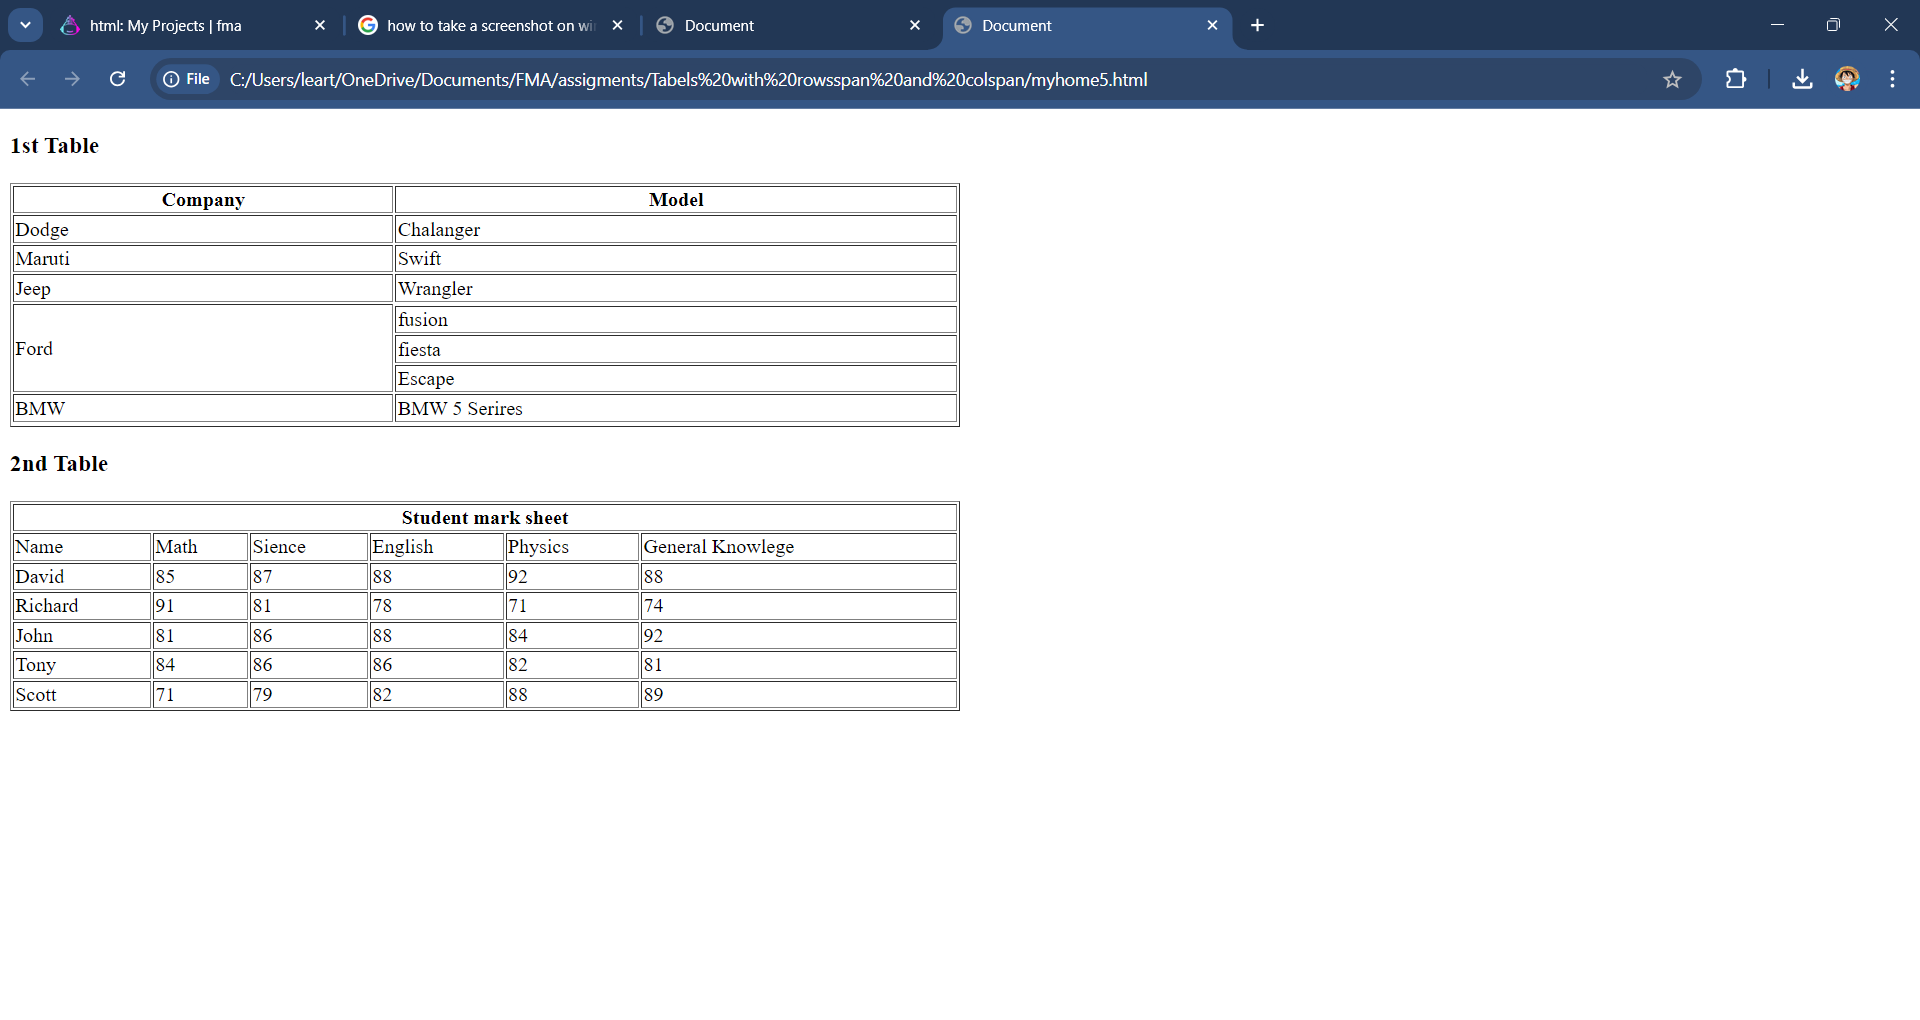 html: My Projects | fma
how to take a screenshot on wi
Document
Document
File
C:/Users/leart/OneDrive/Documents/FMA/assigments/Tabels%20with%20rowsspan%20and%20colspan/myhome5.html
1st Table
Company Model
Dodge Chalanger
Maruti Swift
Jeep Wrangler
Ford
fusion
fiesta
Escape
BMW BMW 5 Serires
2nd Table
Student mark sheet
Name Math Sience English Physics General Knowlege
David 85 87 88 92 88
Richard 91 81 78 71 74
John 81 86 88 84 92
Tony 84 86 86 82 81
Scott 71 79 82 88 89